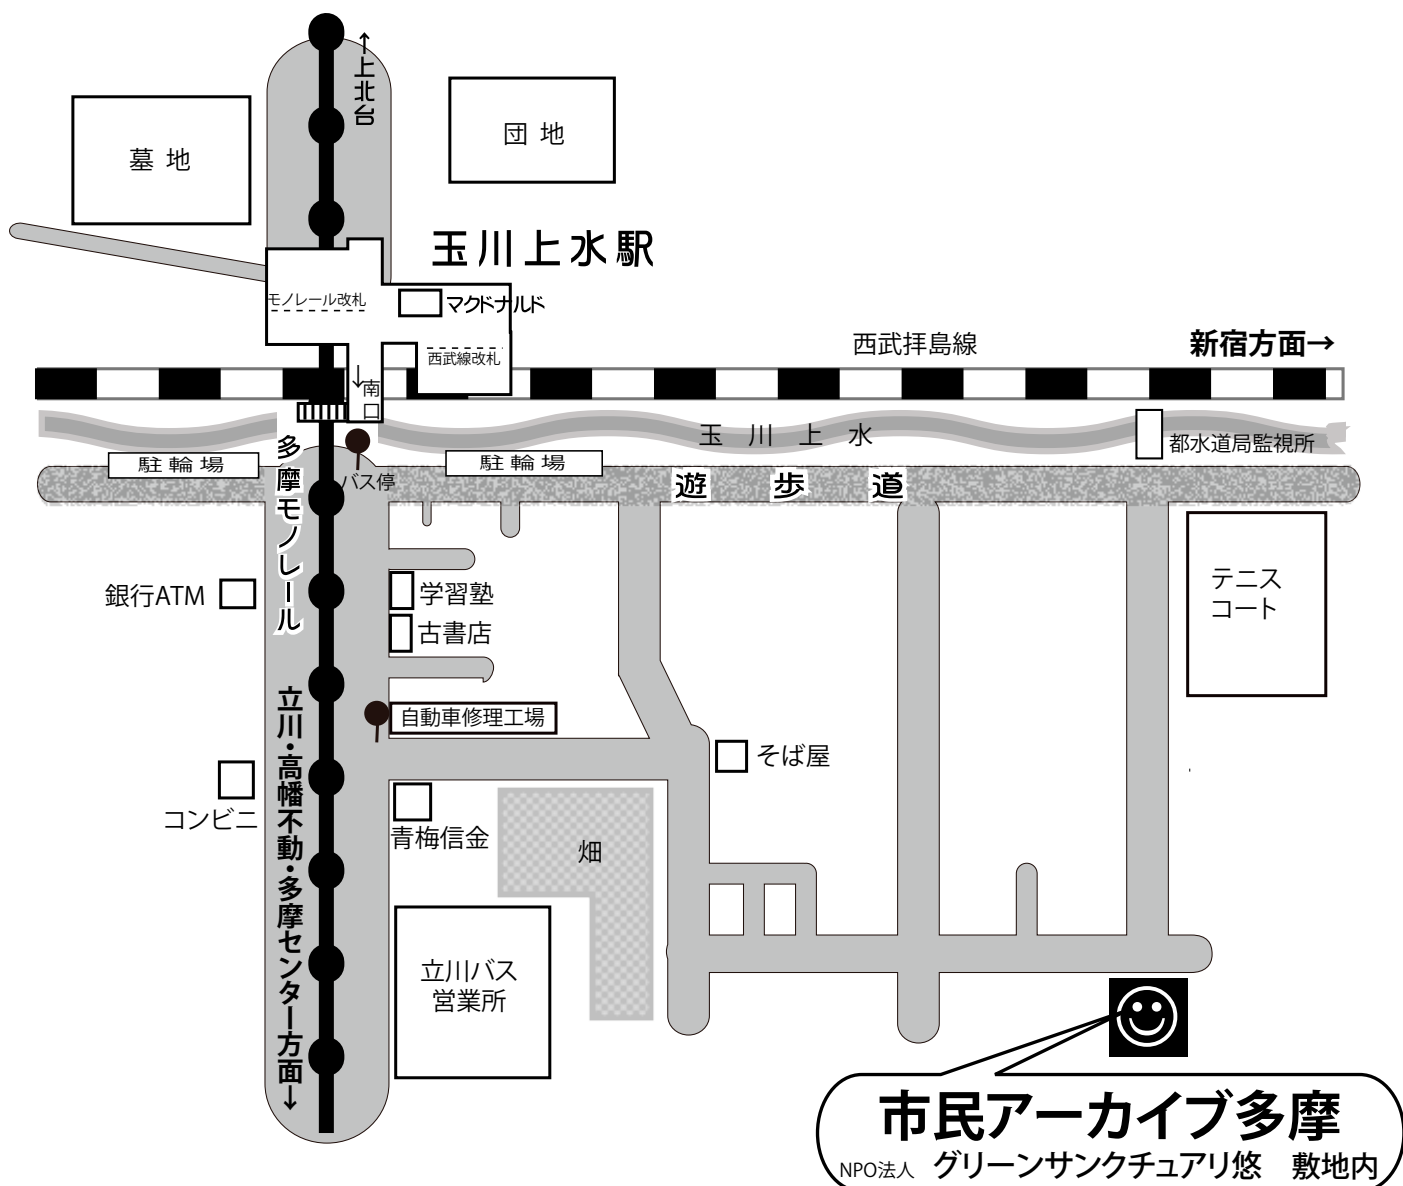 ↑上北台
墓 地
団 地
玉川上水駅
モノレール改札
マクドナルド
西武線改札
西武拝島線
新宿方面→
↓南口
玉 川 上 水
都水道局監視所
駐 輪 場
駐 輪 場
バス停
遊 歩 道
多摩モノレール
テニス
コート
銀行ATM
学習塾
古書店
自動車修理工場
そば屋
コンビニ
青梅信金
畑
立川・高幡不動・多摩センター方面↓
立川バス
営業所
市民アーカイブ多摩
NPO法人 グリーンサンクチュアリ悠 敷地内